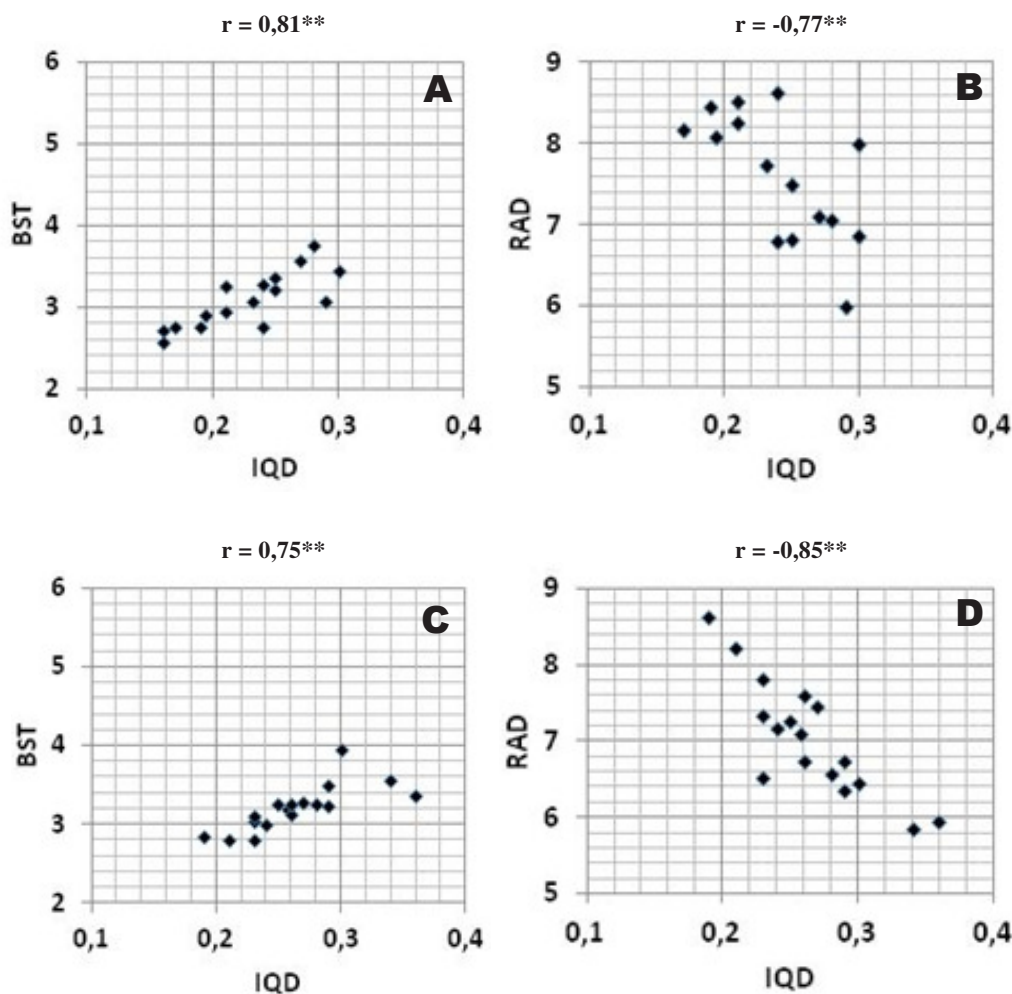 r = 0,81**
A
6
5
4
3
2
BST
0,1 0,2 0,3 0,4
IQD
r = -0,77**
B
9
8
7
6
5
RAD
0,1 0,2 0,3 0,4
IQD
r = 0,75**
C
6
5
4
3
2
BST
0,1 0,2 0,3 0,4
IQD
r = -0,85**
D
9
8
7
6
5
RAD
0,1 0,2 0,3 0,4
IQD